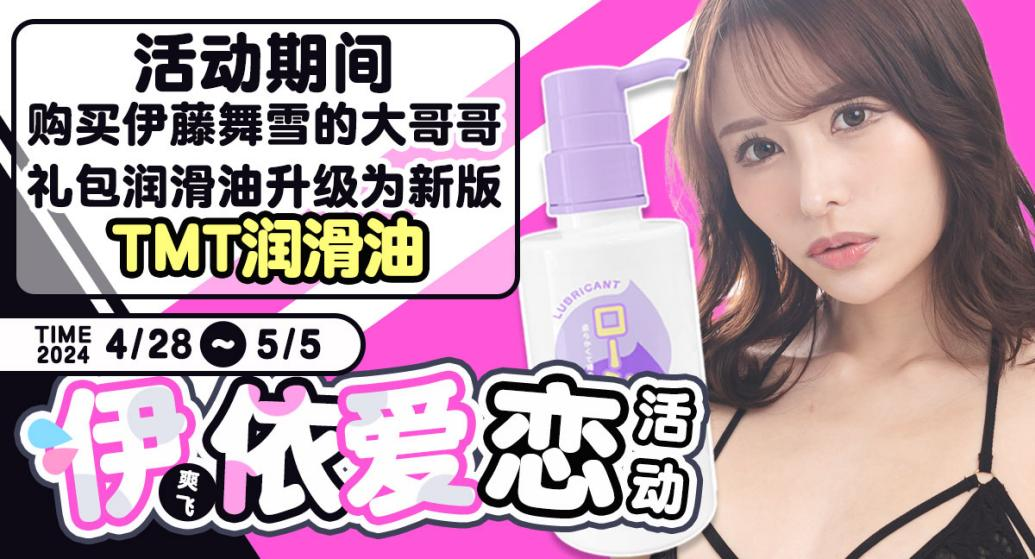 活动期间
购买伊藤舞雪的大哥哥
礼包润滑油升级为新版
TMT润滑油
LUBRICANT
TIME
2024
4/28～5/5
伊依爱恋
爽飞
活动